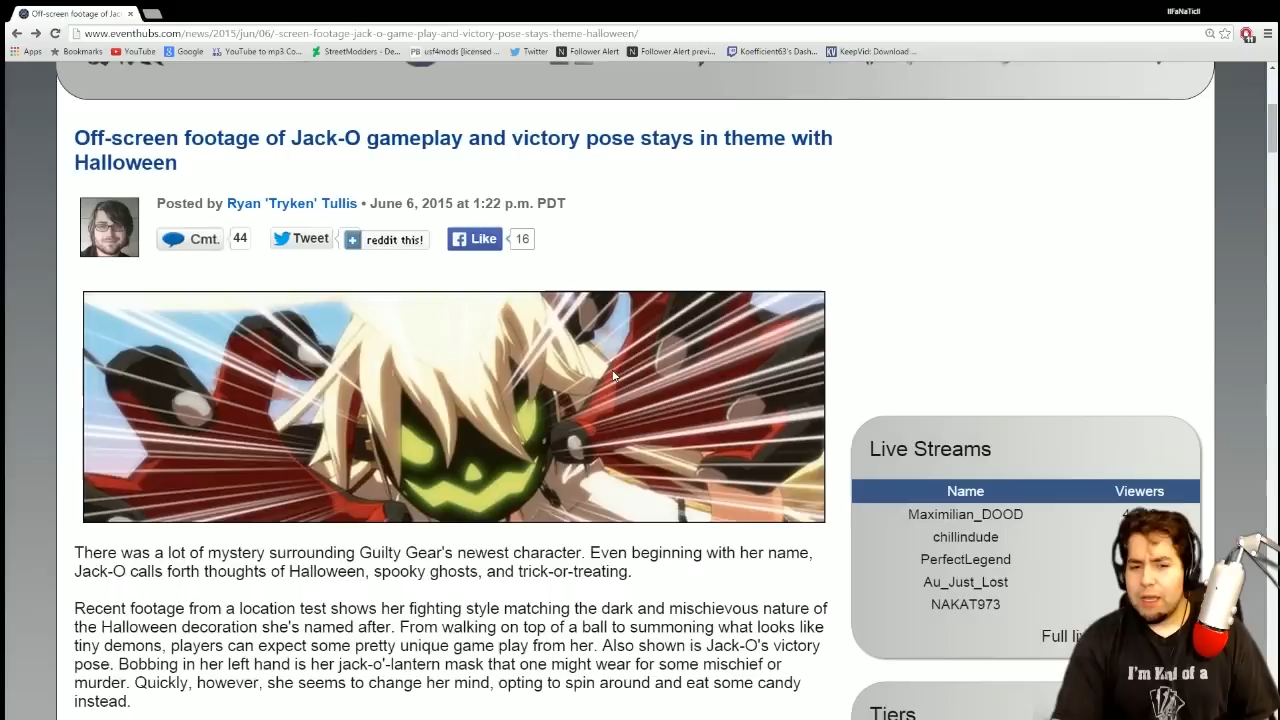 IIFaNaTicII
Off-screen footage of Jac
www.eventhubs.com/news/2015/jun/06/-screen-footage-jack-o-game-play-and-victory-pose-stays-theme-halloween/
Apps Bookmarks YouTube Google YouTube to mp3 Co... StreetModders - De... usf4mods [licensed ... Twitter Follower Alert Follower Alert previ... Koefficient63's Dash... KeepVid: Download ...
Off-screen footage of Jack-O gameplay and victory pose stays in theme with
Halloween
Posted by Ryan 'Tryken' Tullis • June 6, 2015 at 1:22 p.m. PDT
Cmt. 44 Tweet reddit this! Like 16
There was a lot of mystery surrounding Guilty Gear's newest character. Even beginning with her name,
Jack-O calls forth thoughts of Halloween, spooky ghosts, and trick-or-treating.
Recent footage from a location test shows her fighting style matching the dark and mischievous nature of
the Halloween decoration she's named after. From walking on top of a ball to summoning what looks like
tiny demons, players can expect some pretty unique game play from her. Also shown is Jack-O's victory
pose. Bobbing in her left hand is her jack-o'-lantern mask that one might wear for some mischief or
murder. Quickly, however, she seems to change her mind, opting to spin around and eat some candy
instead.
Live Streams
Name Viewers
Maximilian_DOOD
chillindude
PerfectLegend
Au_Just_Lost
NAKAT973
Full
Tiers
I'm Kind of a